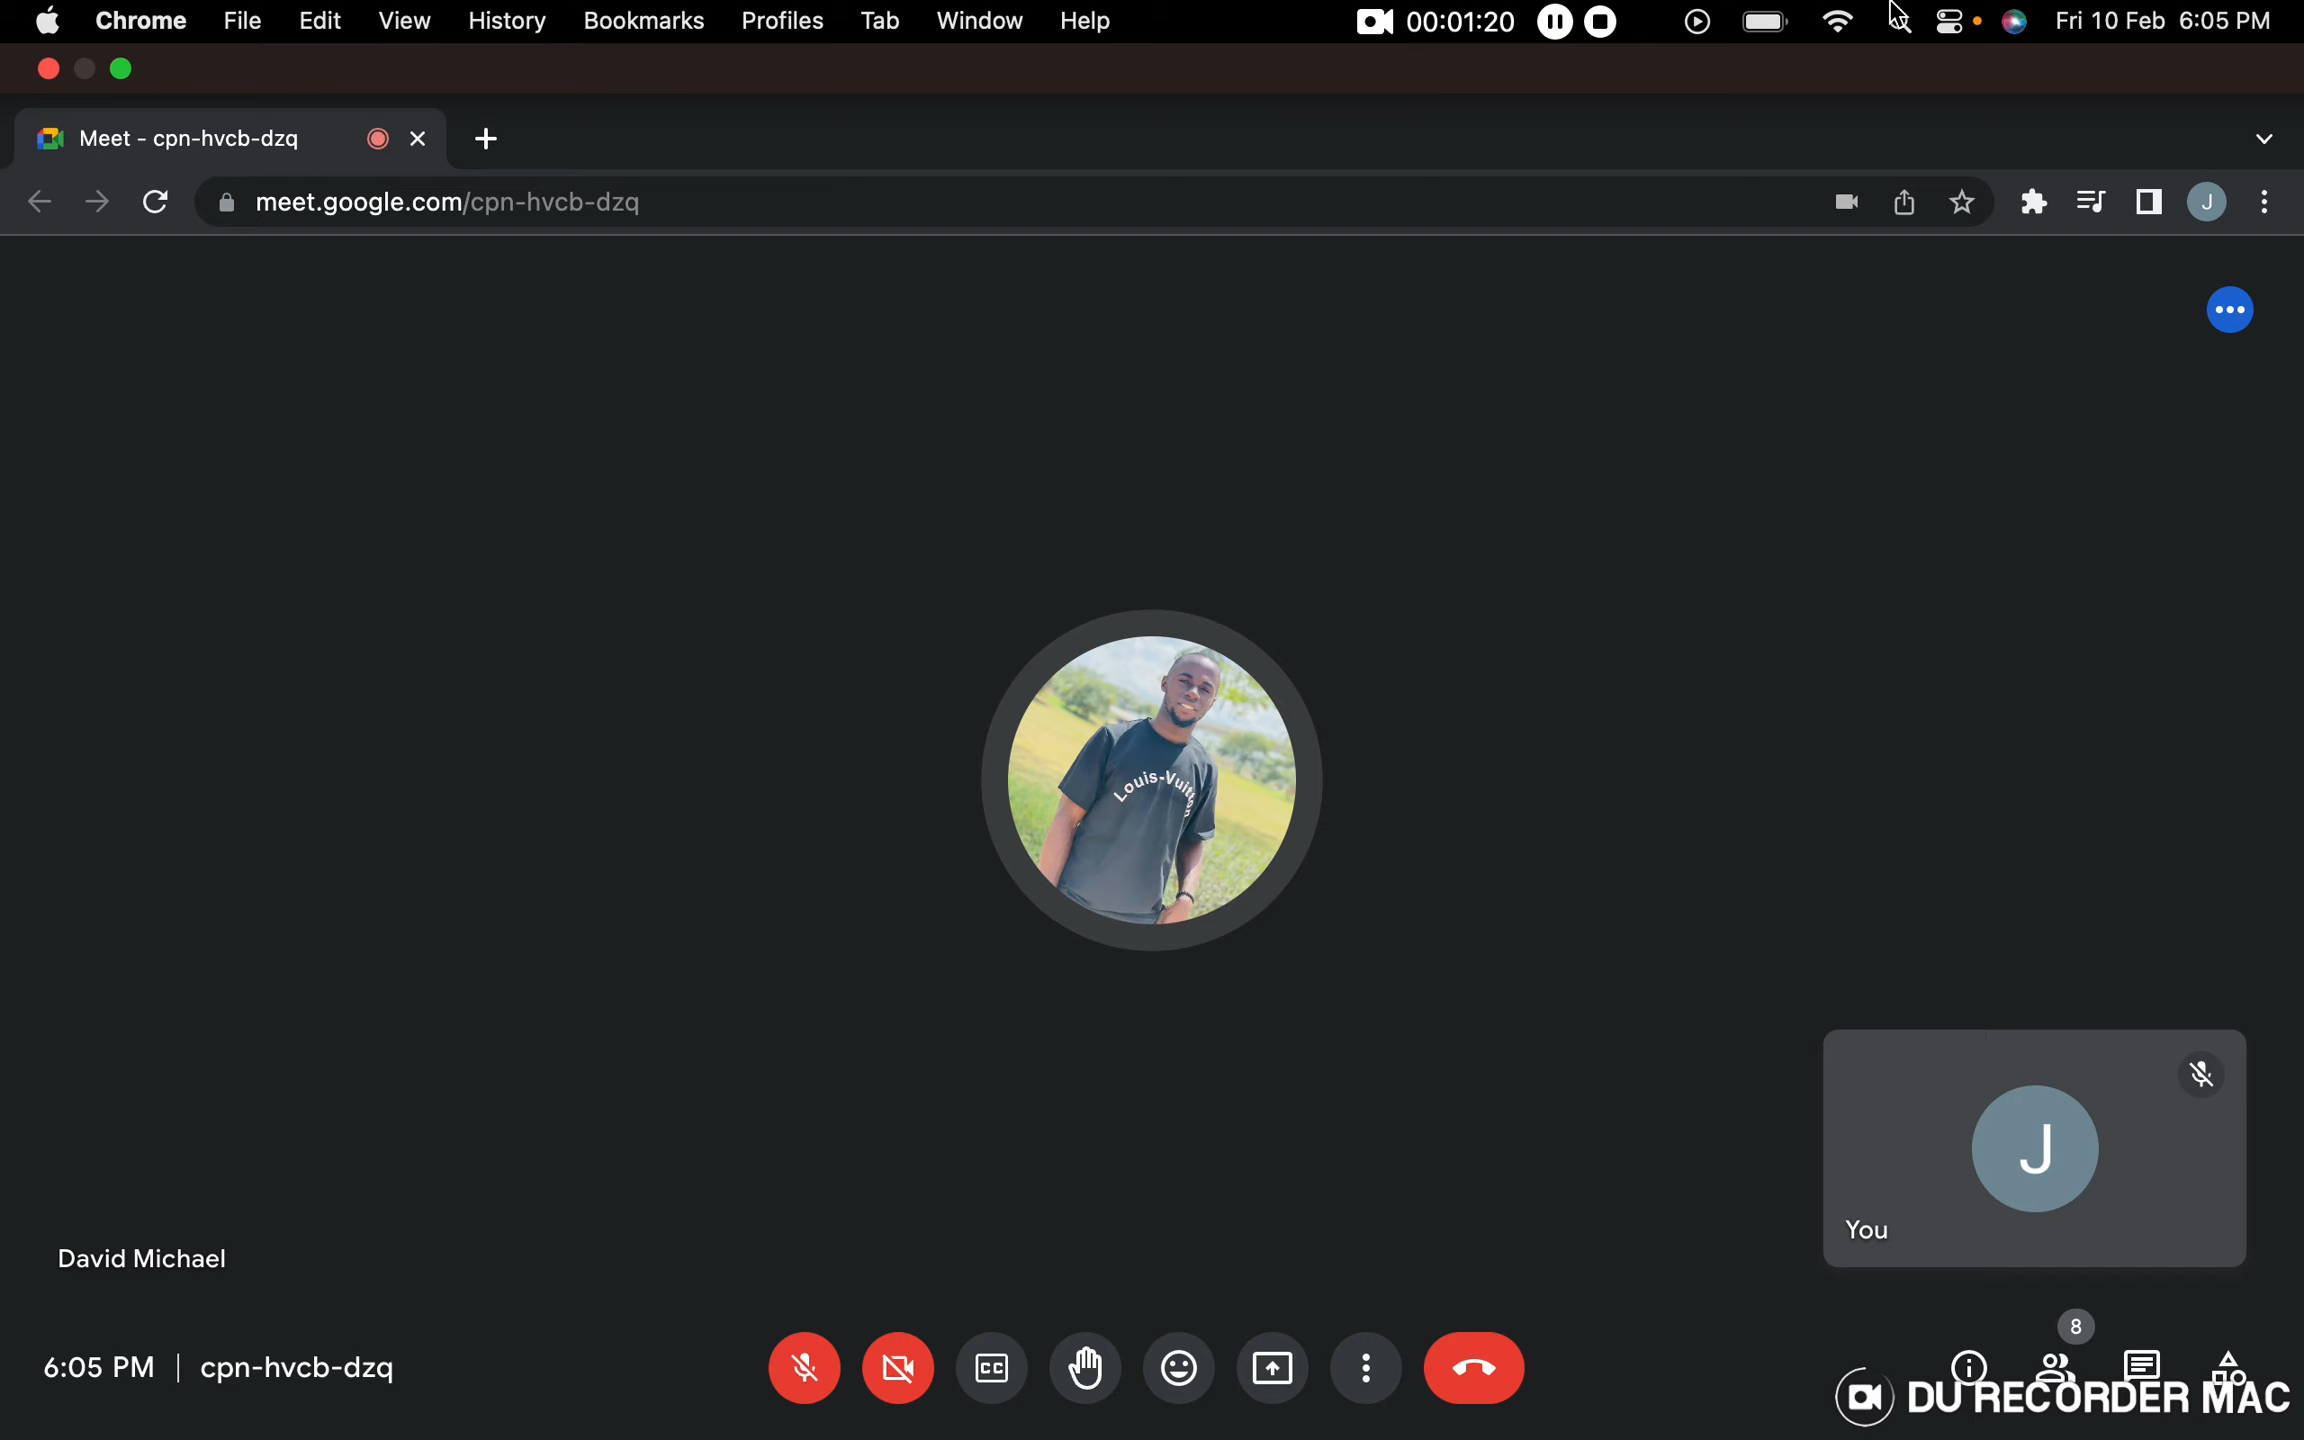 Chrome File Edit View History Bookmarks Profiles Tab Window Help 00:01:20 Fri 10 Feb 6:05 PM
Meet - cpn-hvcb-dzq
meet.google.com/cpn-hvcb-dzq J
Louis-Vuitton
J
You
David Michael
8
6:05 PM | cpn-hvcb-dzq CC
DU RECORDER MAC